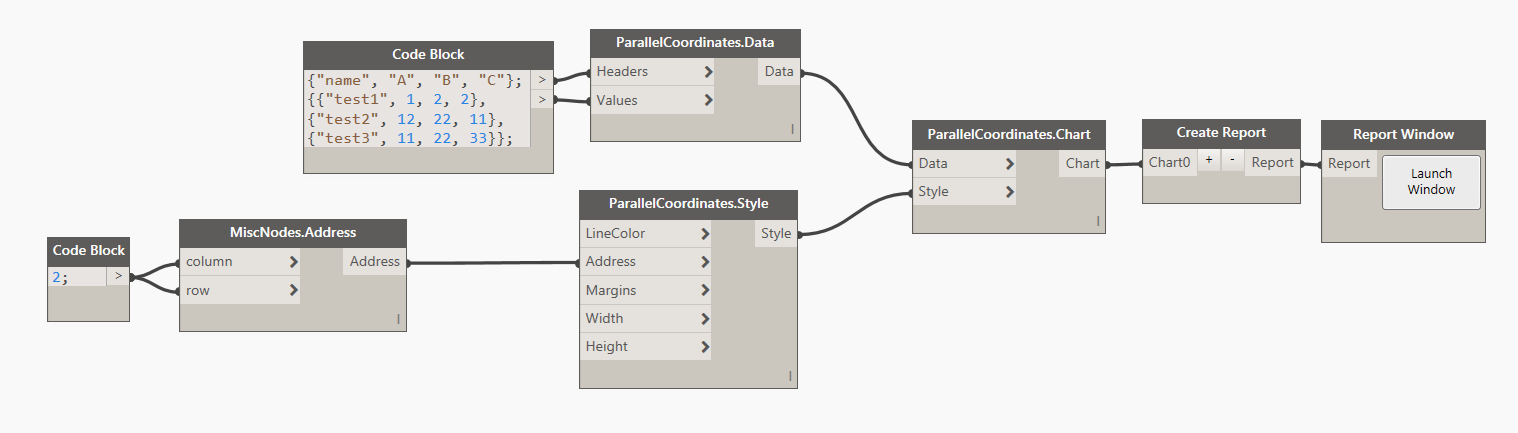 Code Block
{"name", "A", "B", "C"}; >
{{"test1", 1, 2, 2}, >
{"test2", 12, 22, 11},
{"test3", 11, 22, 33}};
ParallelCoordinates.Data
Headers > Data
Values >
l
Code Block
2; >
MiscNodes.Address
column > Address
row >
l
ParallelCoordinates.Style
LineColor > Style
Address >
Margins >
Width >
Height >
l
ParallelCoordinates.Chart
Data > Chart
Style >
l
Create Report
Chart0 + - Report
Report Window
Report Launch
Window